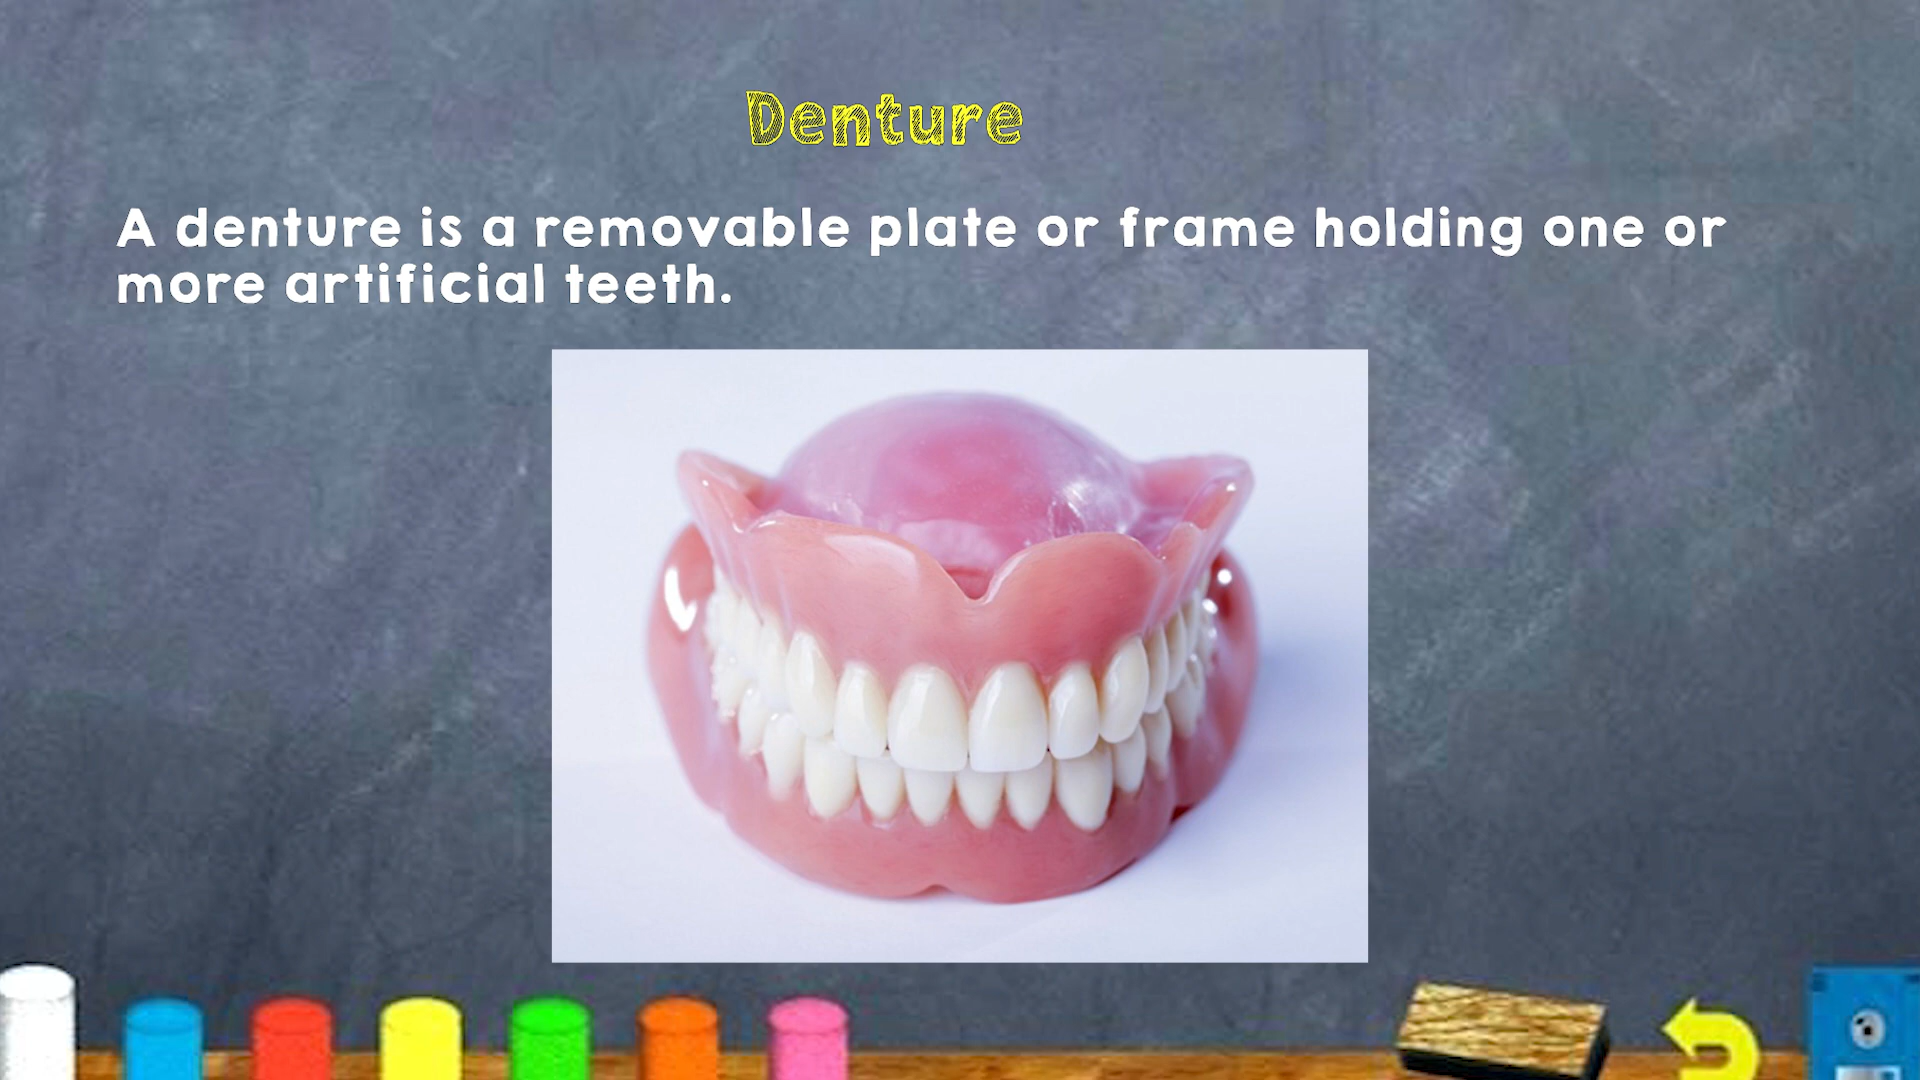 Denture
A denture is a removable plate or frame holding one or
more artificial teeth.